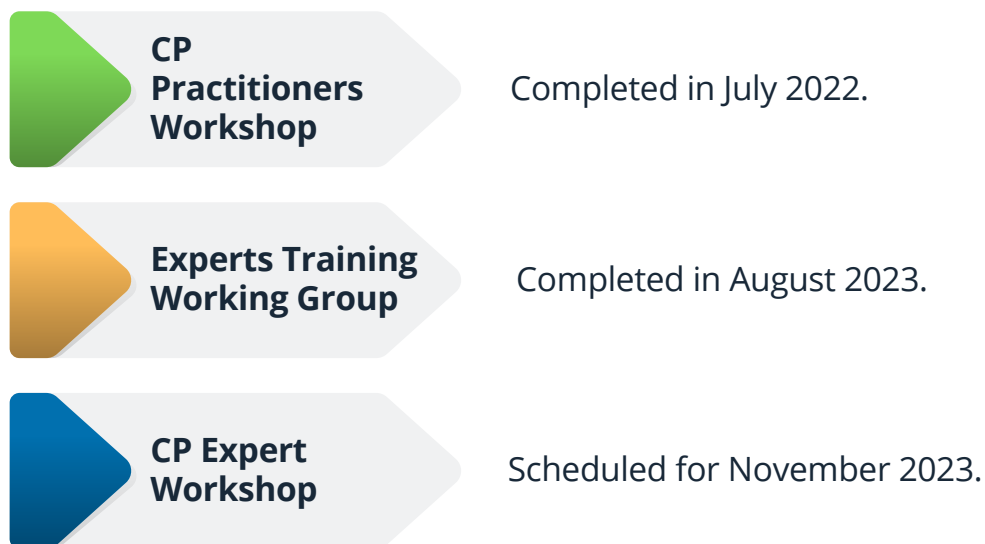 CP
Practitioners
Workshop
Completed in July 2022.
Experts Training
Working Group
Completed in August 2023.
CP Expert
Workshop
Scheduled for November 2023.